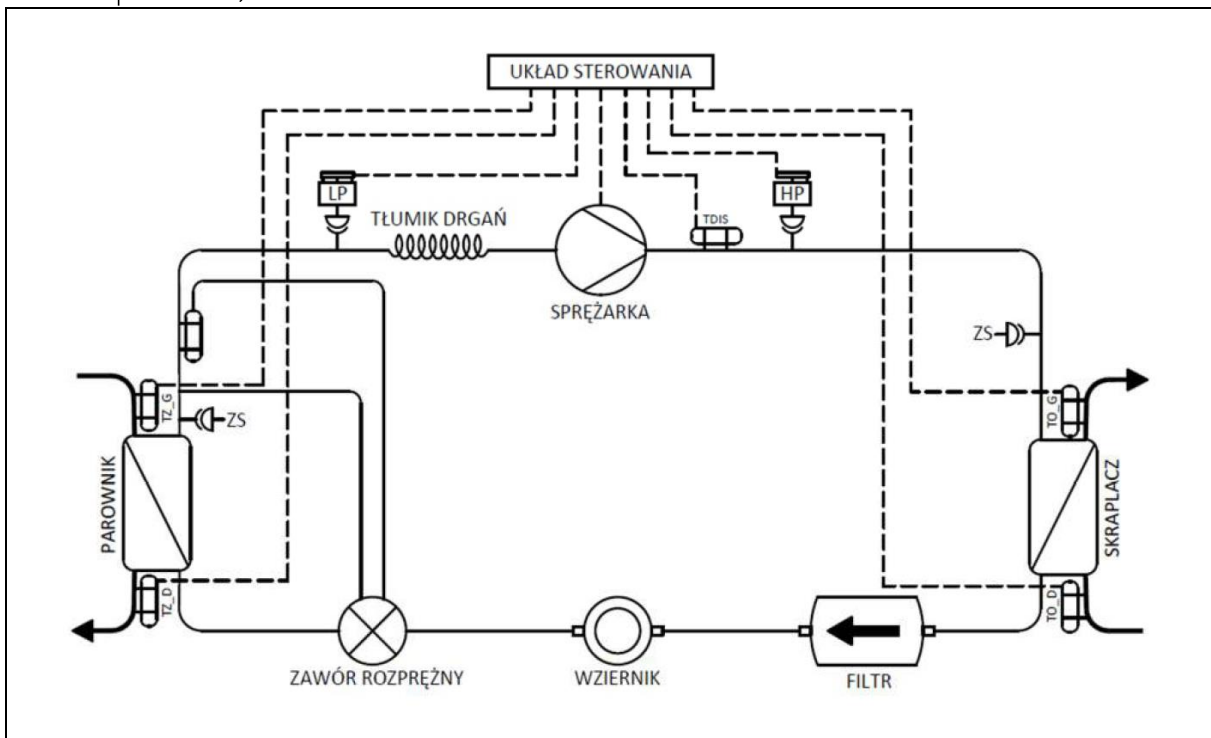 UKŁAD STEROWANIA
LP
HP
TŁUMIK DRGAŃ
TDIS
SPRĘŻARKA
ZS
TZ_G
ZS
TO_G
PAROWNIK
SKRAPLACZ
TZ_D
TO_D
ZAWÓR ROZPRĘŻNY
WZIERNIK
FILTR